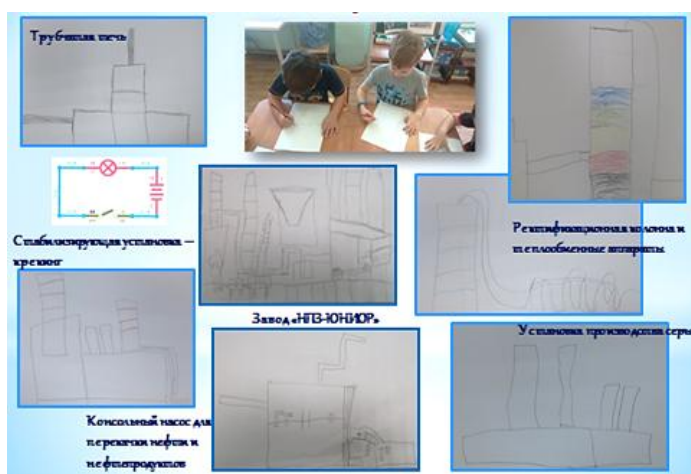 Трубчатая печь
Стабилизирующая установка –
крекинг
Ректификационная колонна и
теплообменные аппараты
Завод «НПЗ-ЮНИОР»
Установка производства серы
Консольный насос для
перекачки нефти и
нефтепродуктов